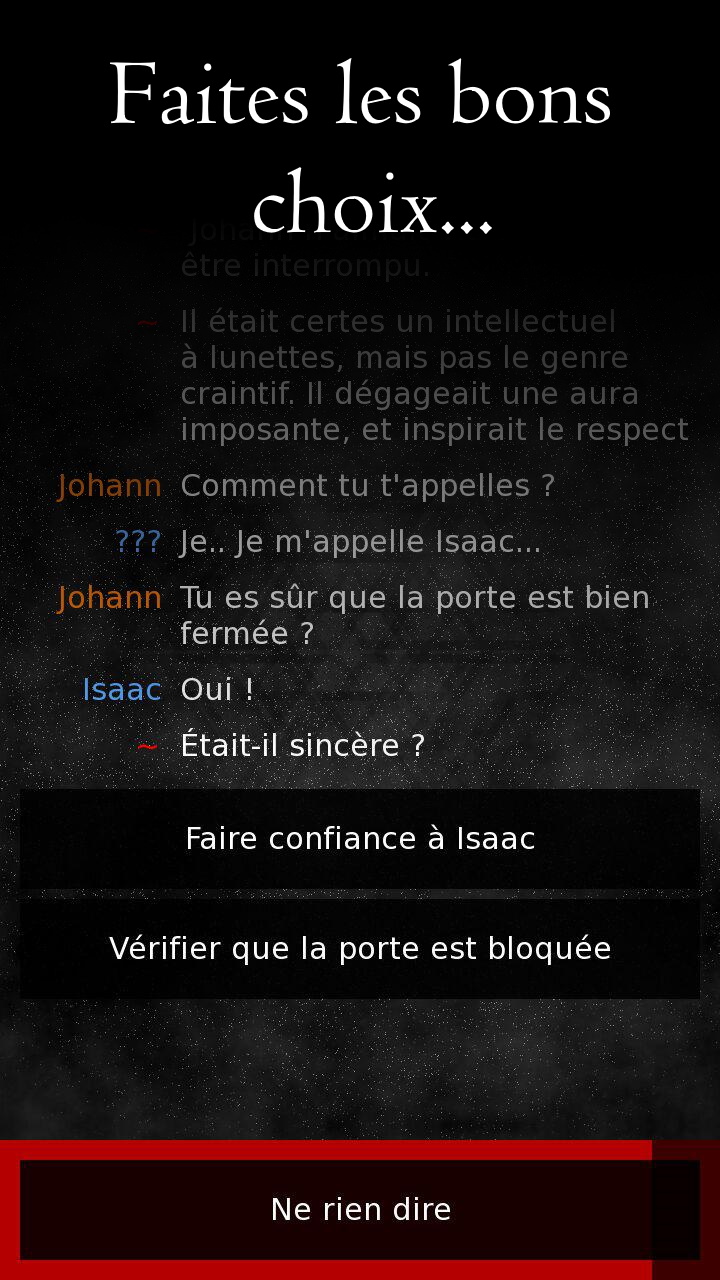 Faites les bons
choix...
être interrompu.
~ Il était certes un intellectuel
à lunettes, mais pas le genre
craintif. Il dégageait une aura
imposante, et inspirait le respect
Johann Comment tu t'appelles ?
??? Je.. Je m'appelle Isaac...
Johann Tu es sûr que la porte est bien
fermée ?
Isaac Oui !
~ Était-il sincère ?
Faire confiance à Isaac
Vérifier que la porte est bloquée
Ne rien dire